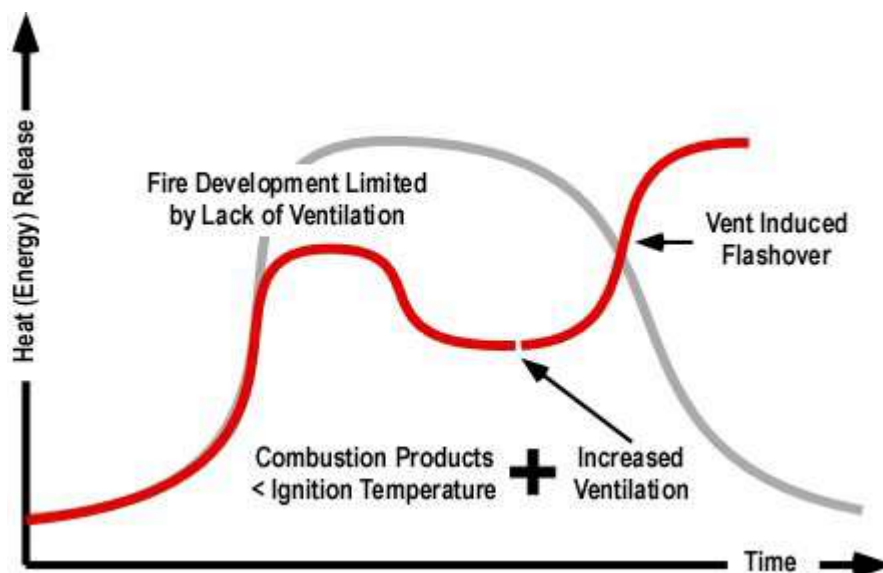 Heat (Energy) Release
Fire Development Limited
by Lack of Ventilation
Vent Induced
Flashover
Combustion Products
< Ignition Temperature
+
Increased
Ventilation
Time